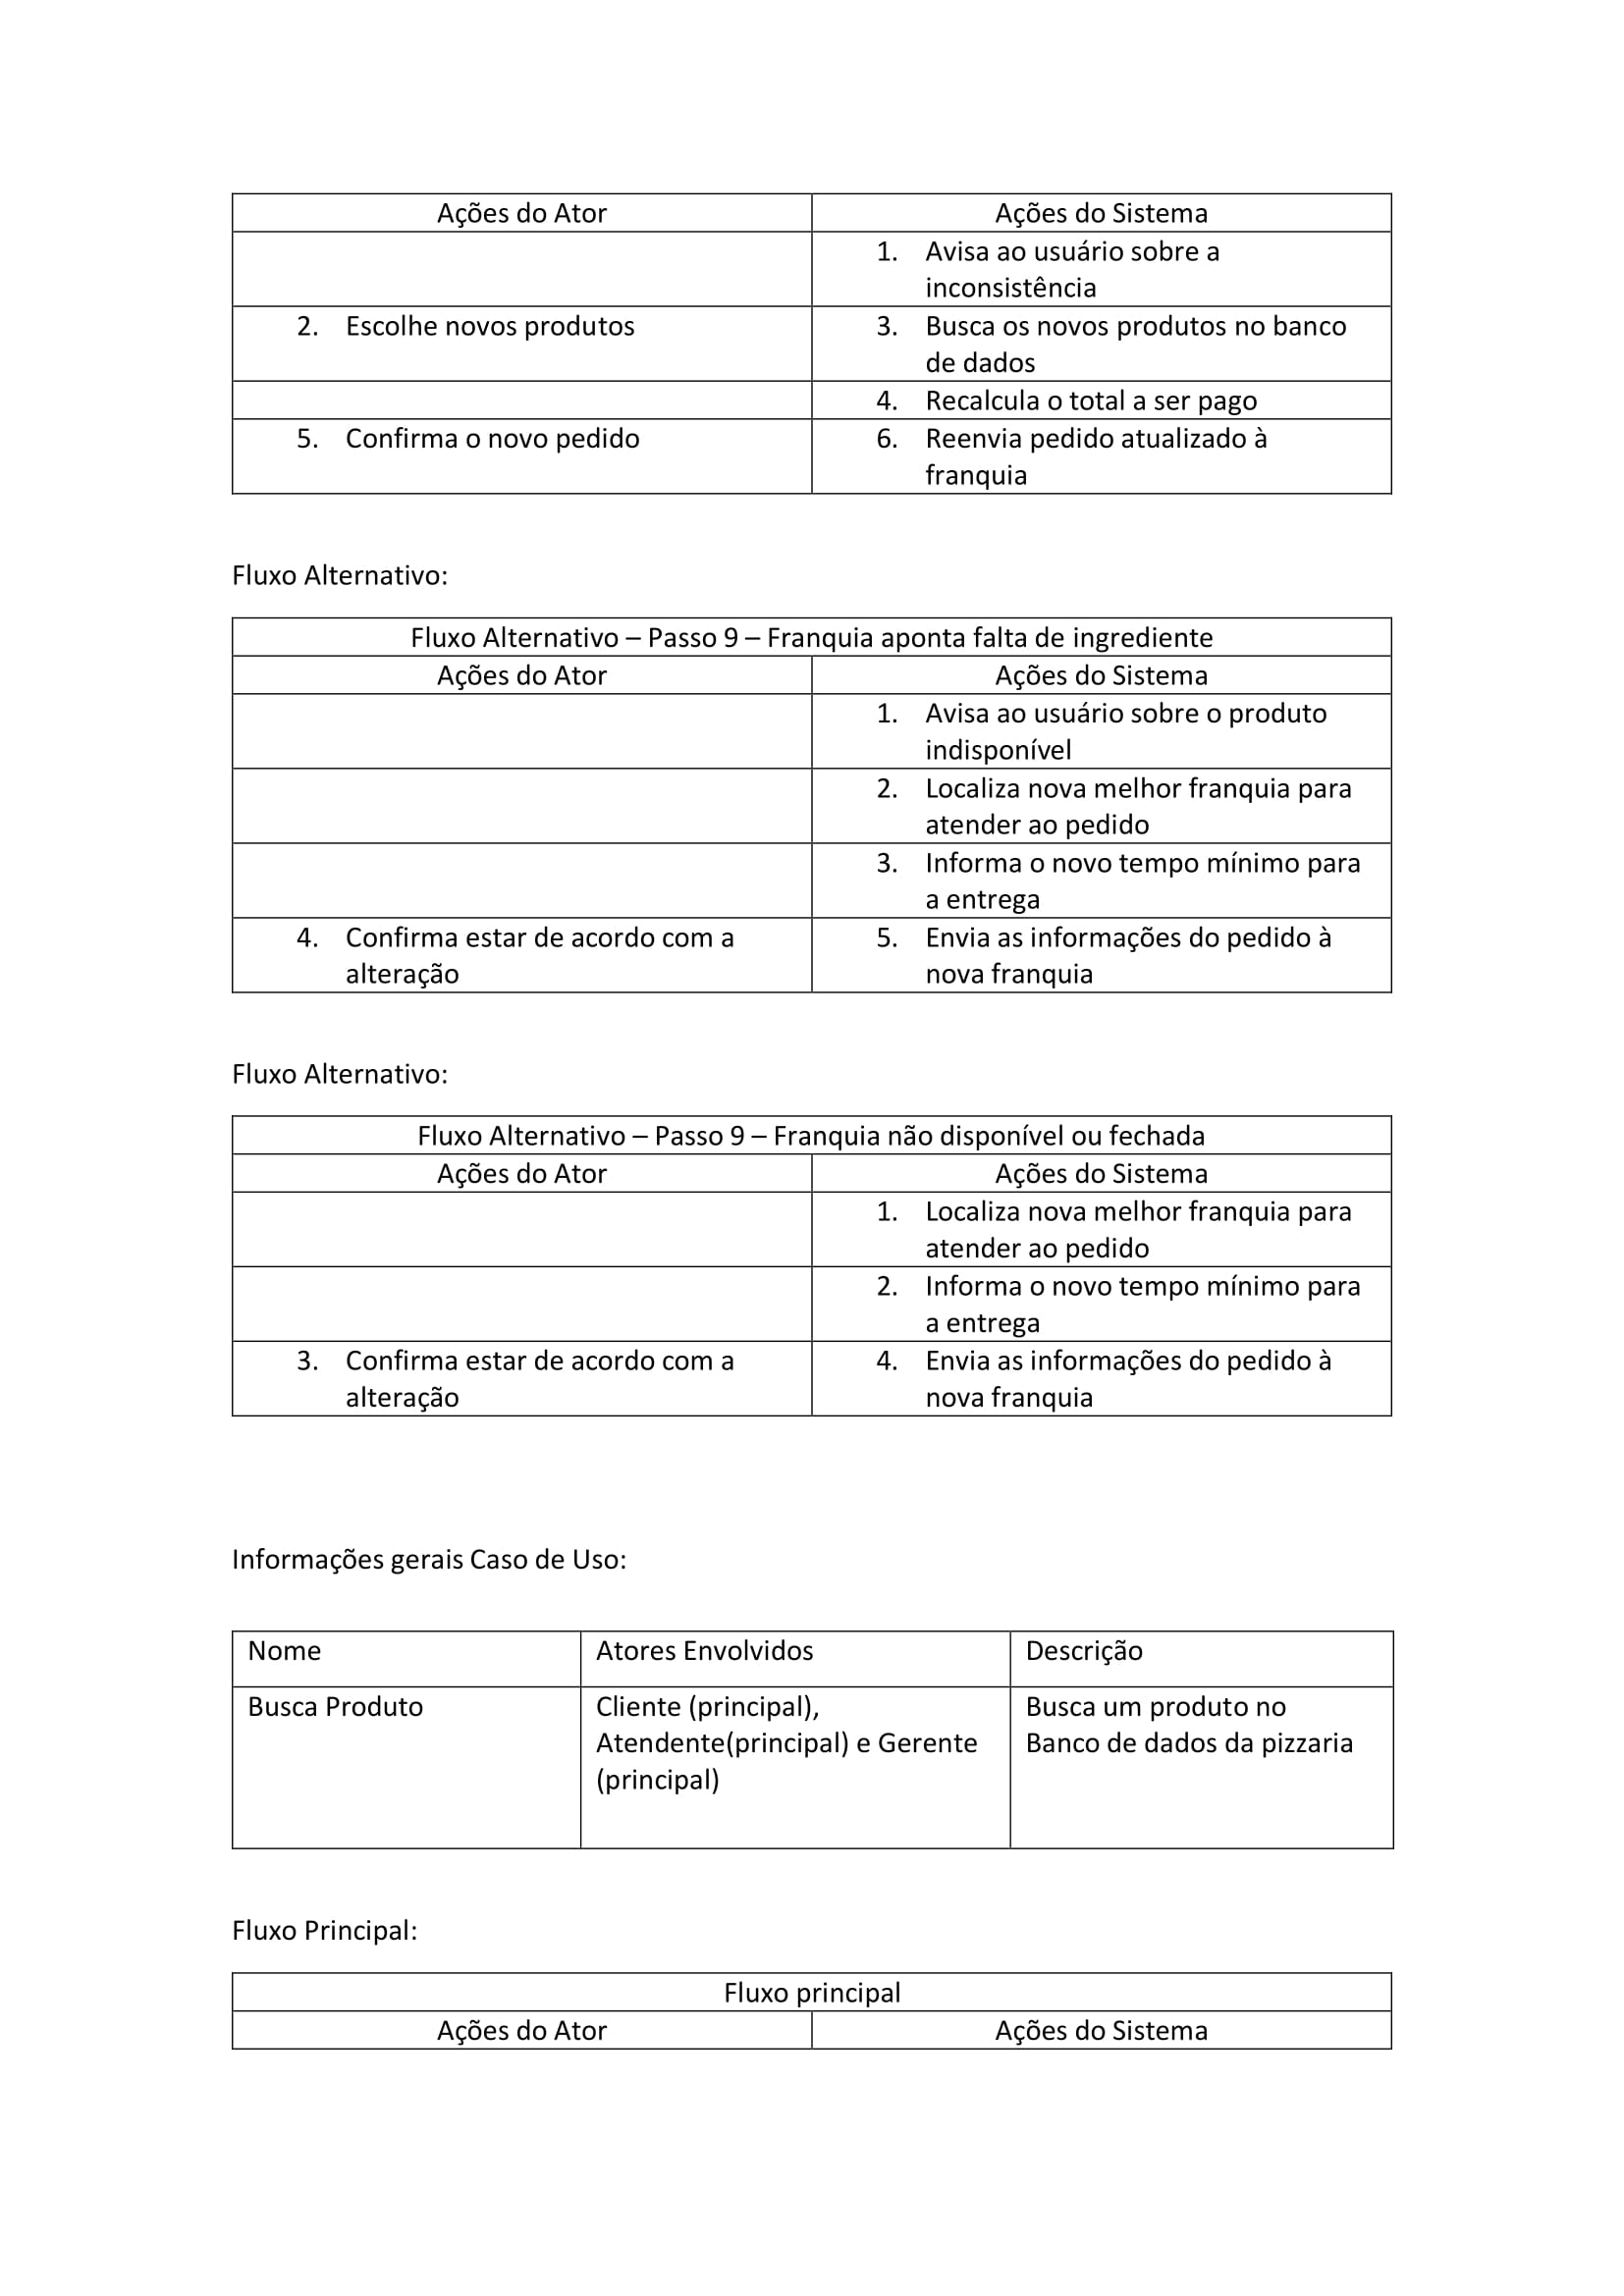 Ações do Ator Ações do Sistema
1. Avisa ao usuário sobre a
inconsistência
2. Escolhe novos produtos 3. Busca os novos produtos no banco
de dados
4. Recalcula o total a ser pago
5. Confirma o novo pedido 6. Reenvia pedido atualizado à
franquia
Fluxo Alternativo:
Fluxo Alternativo – Passo 9 – Franquia aponta falta de ingrediente
Ações do Ator Ações do Sistema
1. Avisa ao usuário sobre o produto
indisponível
2. Localiza nova melhor franquia para
atender ao pedido
3. Informa o novo tempo mínimo para
a entrega
4. Confirma estar de acordo com a
alteração
5. Envia as informações do pedido à
nova franquia
Fluxo Alternativo:
Fluxo Alternativo – Passo 9 – Franquia não disponível ou fechada
Ações do Ator Ações do Sistema
1. Localiza nova melhor franquia para
atender ao pedido
2. Informa o novo tempo mínimo para
a entrega
3. Confirma estar de acordo com a
alteração
4. Envia as informações do pedido à
nova franquia
Informações gerais Caso de Uso:
Nome Atores Envolvidos Descrição
Busca Produto
Cliente (principal),
Atendente(principal) e Gerente
(principal)
Busca um produto no
Banco de dados da pizzaria
Fluxo Principal:
Fluxo principal
Ações do Ator Ações do Sistema